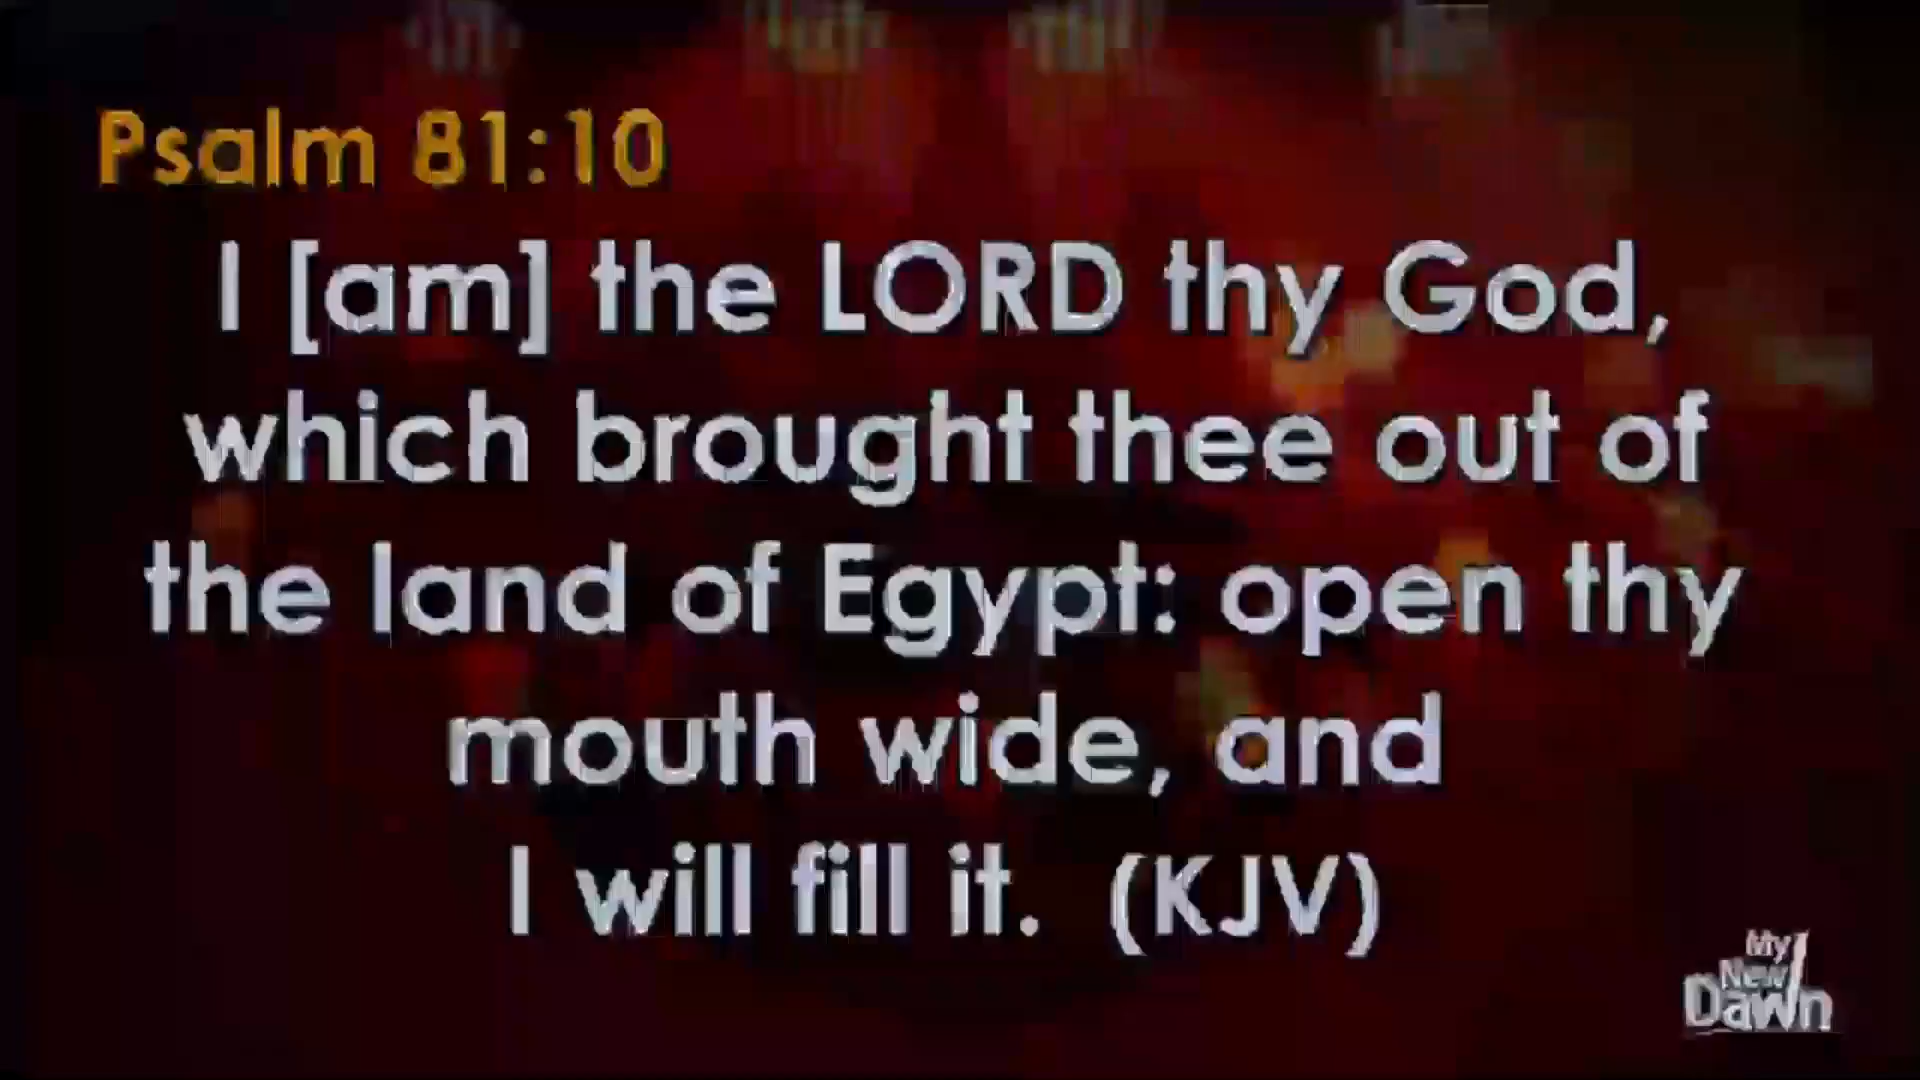 Psalm 81:10
I [am] the LORD thy God,
which brought thee out of
the land of Egypt: open thy
mouth wide, and
I will fill it. (KJV)
My
New
Dawn